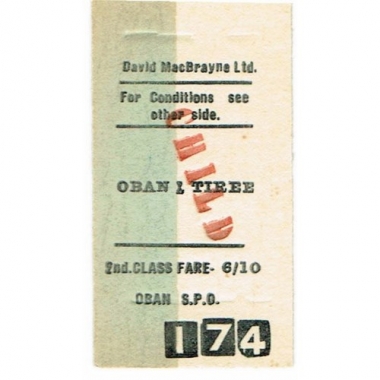 David MacBrayne Ltd.
For Conditions see
other side.
CHILD
OBAN & TIREE
2nd. CLASS FARE- 6/10
OBAN S.P.O.
174